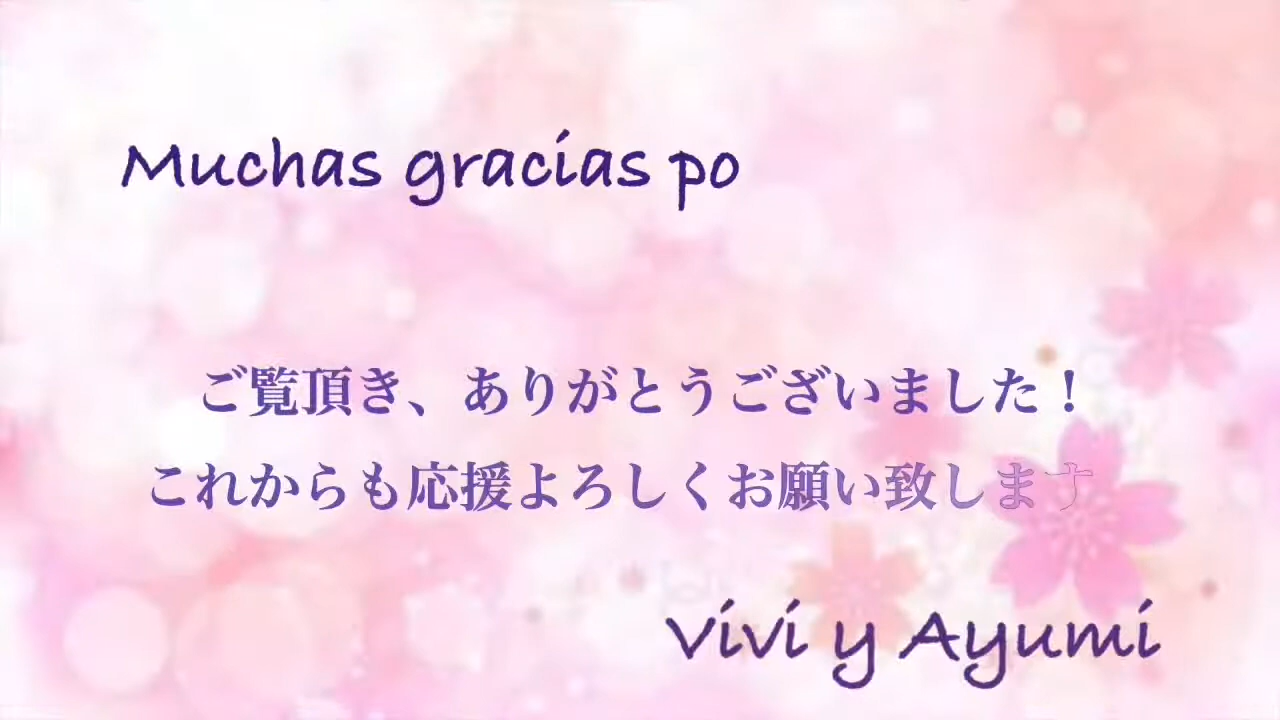 Muchas gracias po
ご覧頂き、ありがとうございました！
これからも応援よろしくお願い致します
Vivi y Ayumi